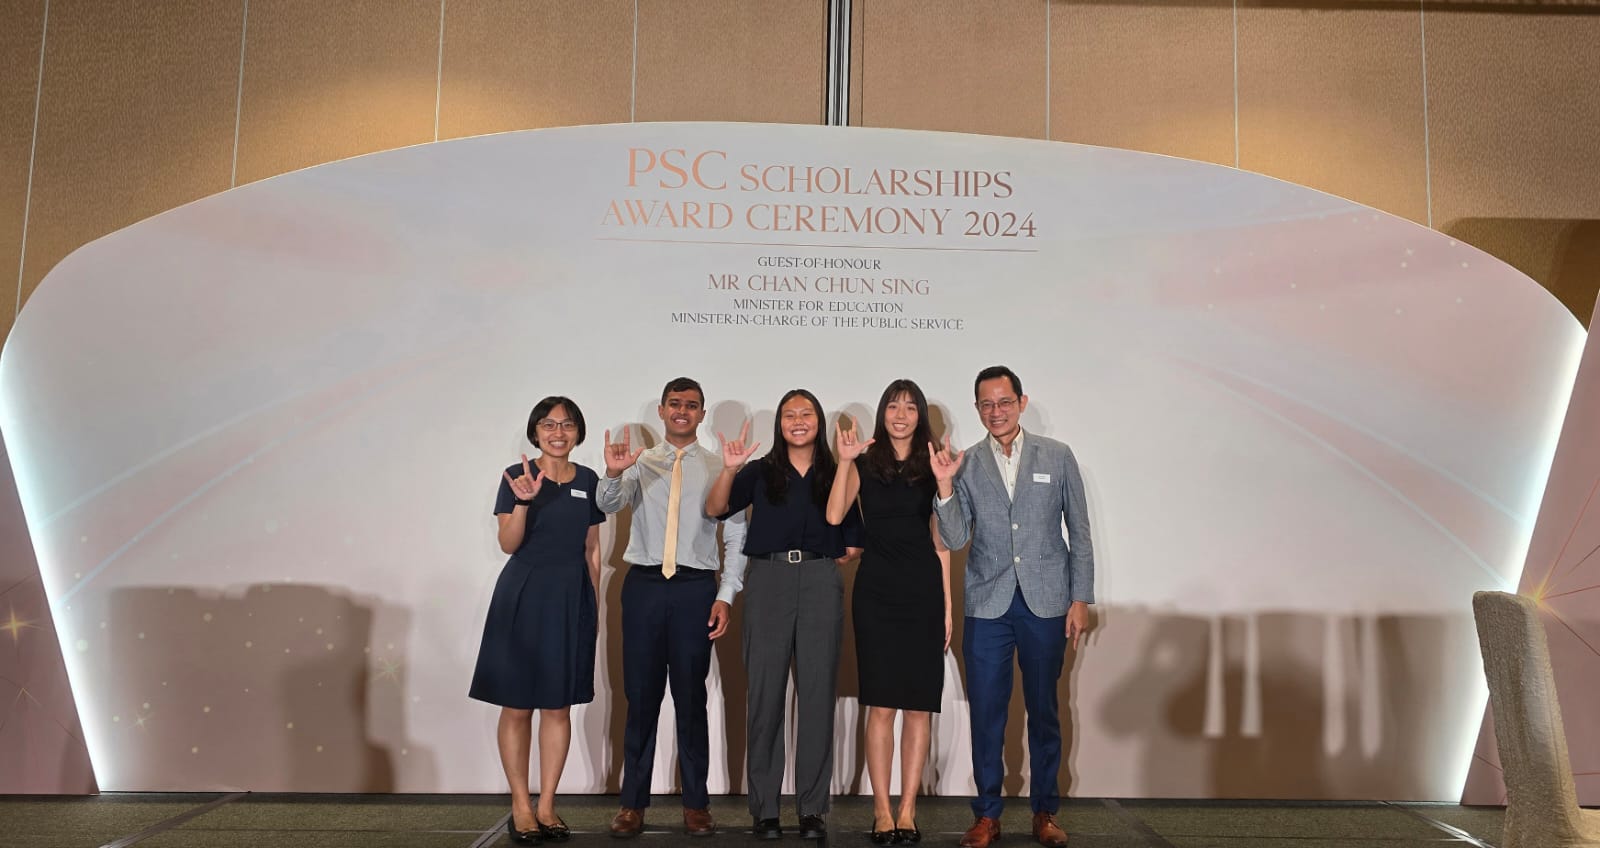 PSC SCHOLARSHIPS
AWARD CEREMONY 2024
GUEST-OF-HONOUR
MR CHAN CHUN SING
MINISTER FOR EDUCATION
MINISTER-IN-CHARGE OF THE PUBLIC SERVICE